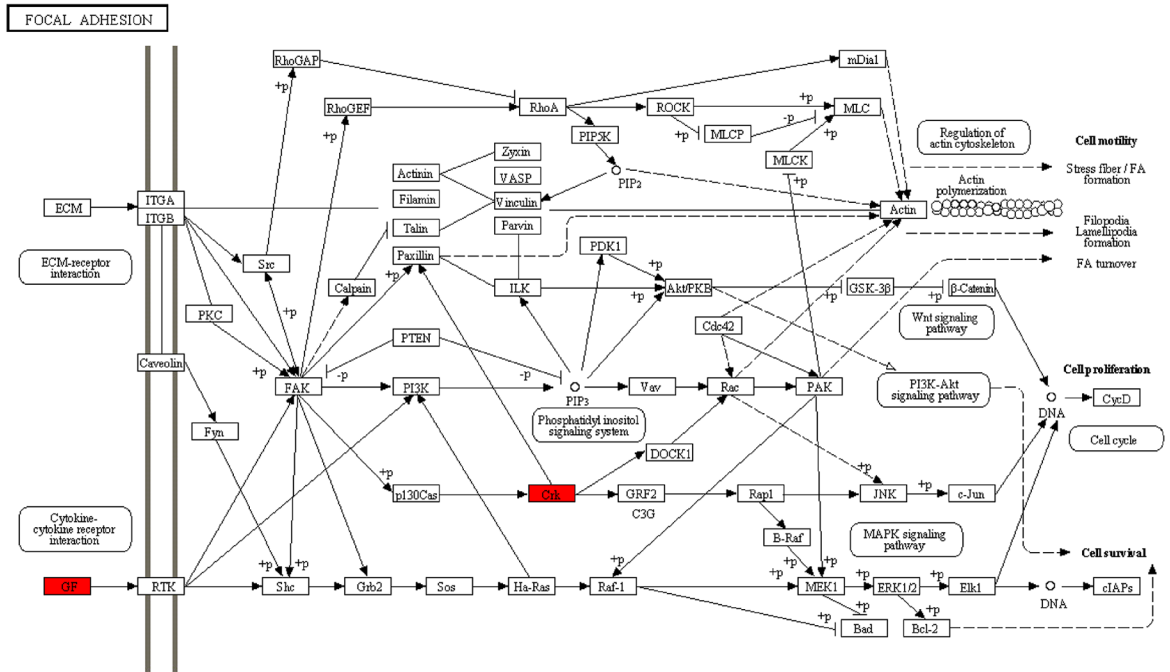 FOCAL ADHESION
RhoGAP
mDia1
+p
RhoGEF
RhoA
ROCK
+p
MLC
+p
PIP5K
+p
MLCP
-p
+p
Regulation of
actin cytoskeleton
Cell motility
Zyxin
MLCK
Actinin
VASP
PIP2
+p
Stress fiber / FA
formation
ECM
ITGA
ITGB
Filamin
Vinculin
Actin
Actin
polymerization
Talin
Parvin
Filopodia
Lamellipodia
formation
ECM-receptor
interaction
Src
Paxillin
PDK1
FA turnover
+p
+p
Calpain
ILK
+p
Akt/PKB
+p
GSK-3β
+p
β-Catenin
+p
PKC
+p
PTEN
Cdc42
Wnt signaling
pathway
Caveolin
+p
FAK
-p
PI3K
-p
PIP3
Vav
Rac
PAK
PI3K-Akt
signaling pathway
Cell proliferation
DNA
CycD
Phosphatidyl inositol
signaling system
Fyn
DOCK1
Cell cycle
+p
p130Cas
Crk
GRF2
C3G
Rap1
+p
JNK
+p
c-Jun
Cytokine-
cytokine receptor
interaction
B-Raf
MAPK signaling
pathway
Cell survival
+p
+p
+p
+p
+p
GF
RTK
Shc
Grb2
Sos
Ha-Ras
Raf-1
MEK1
+p
ERK1/2
+p
Elk1
DNA
cIAPs
+p
+p
Bad
+p
Bcl-2